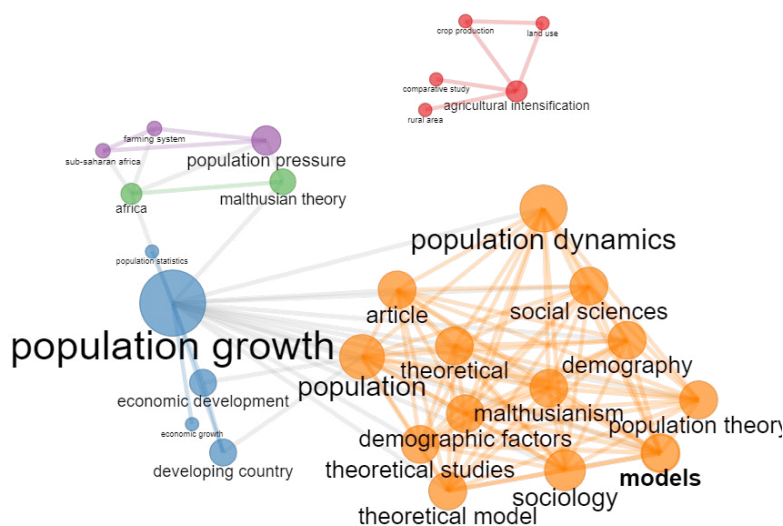 crop production
land use
comparative study
agricultural intensification
rural area
farming system
sub-saharan africa
population pressure
africa
malthusian theory
population dynamics
population statistics
article
social sciences
population growth
theoretical
demography
population
economic development
malthusianism
population theory
economic growth
demographic factors
developing country
theoretical studies
models
sociology
theoretical model